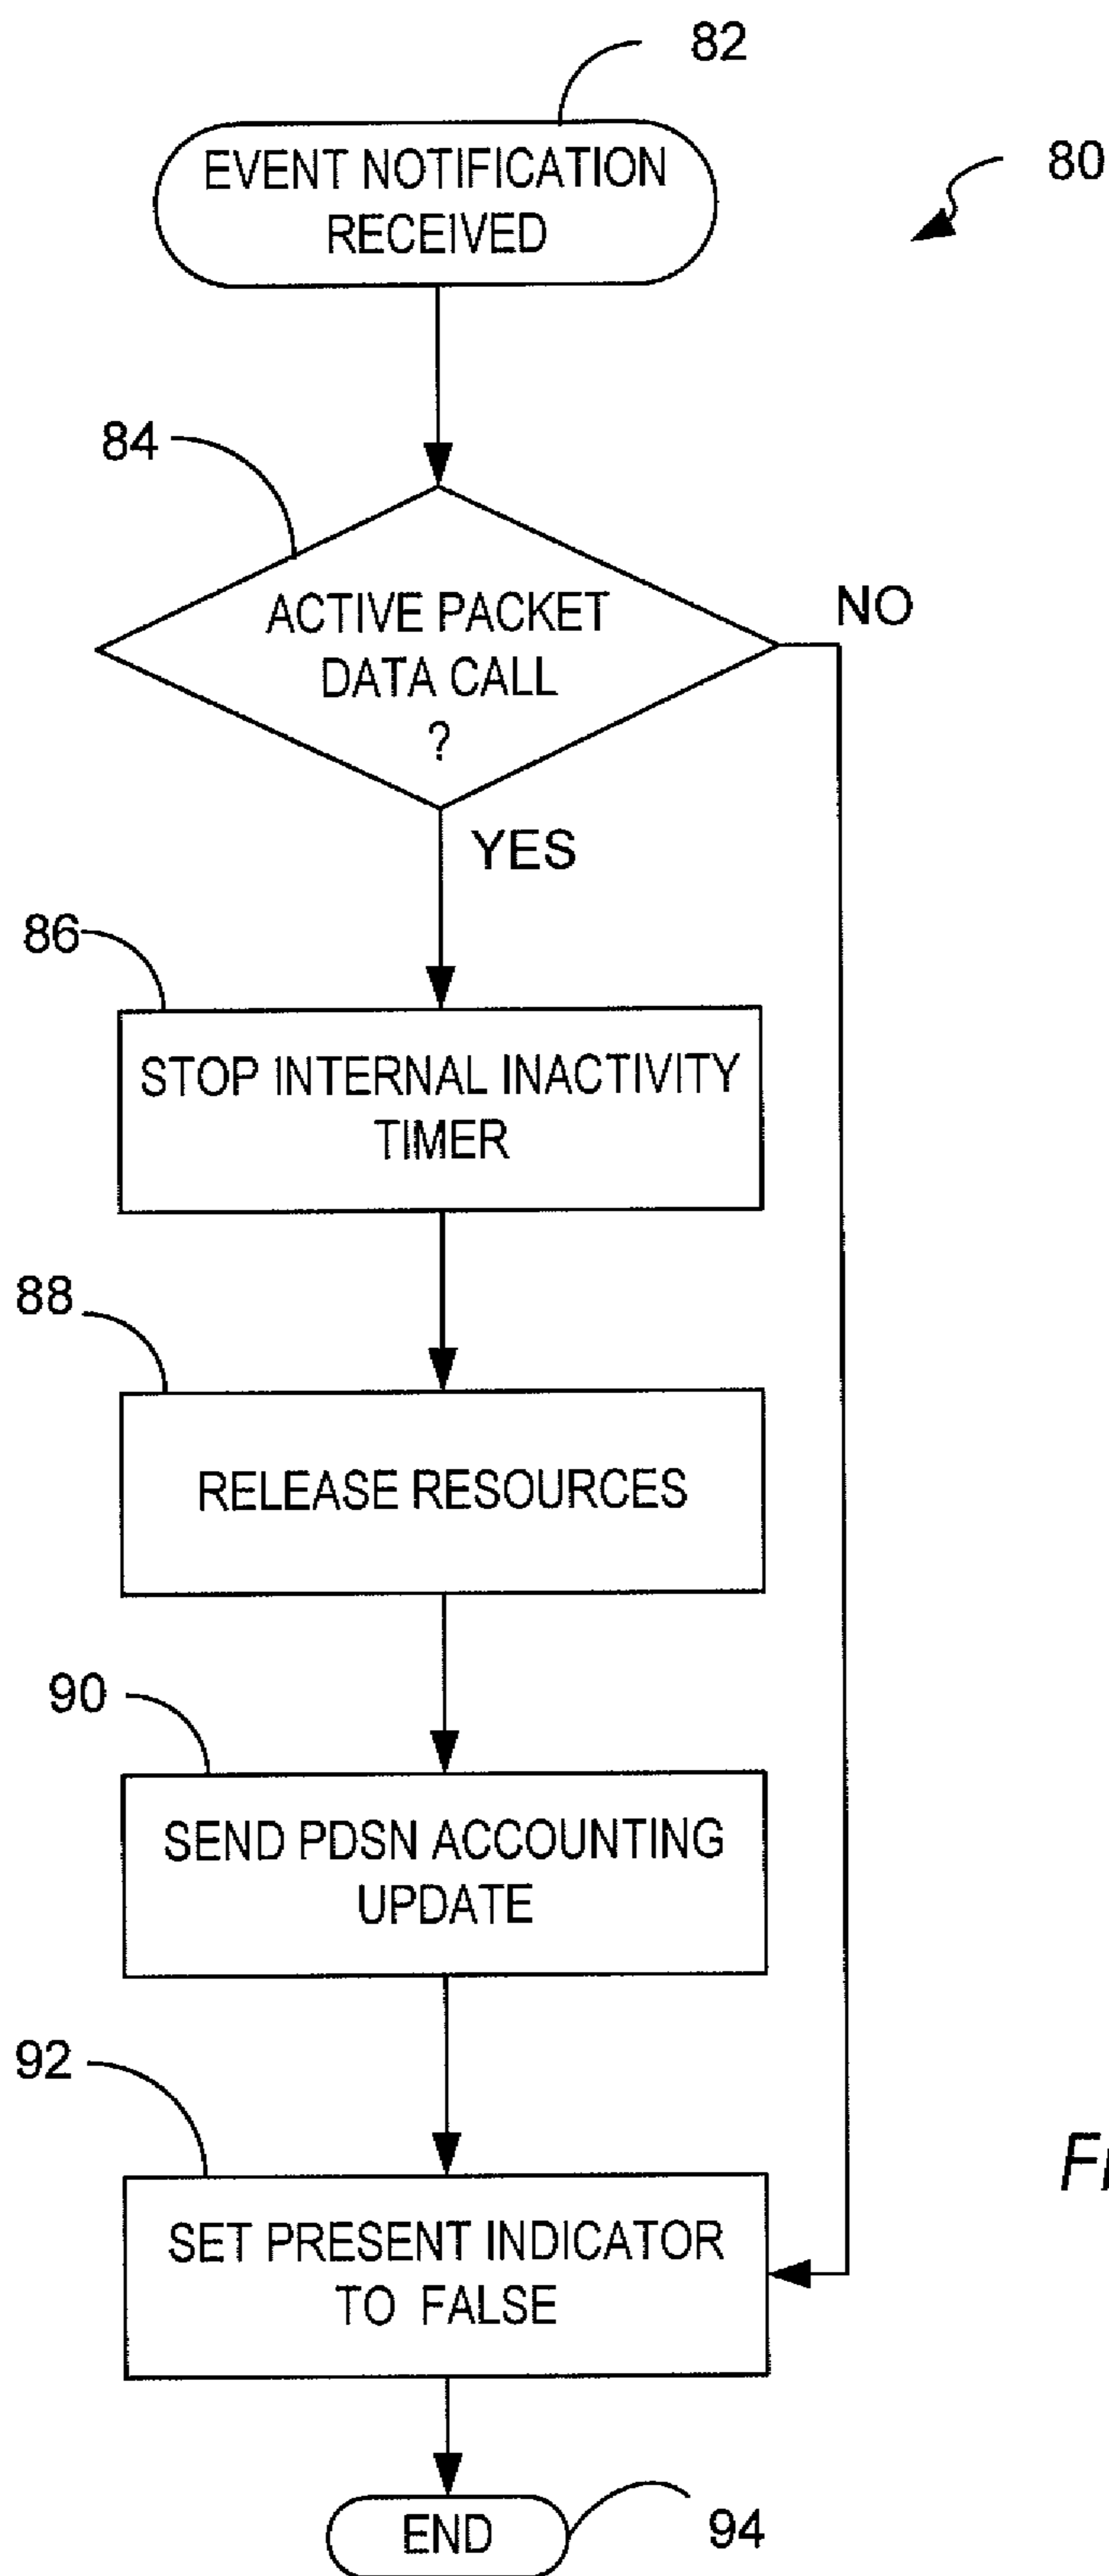 82
EVENT NOTIFICATION
RECEIVED
80
84
ACTIVE PACKET
DATA CALL
?
NO
YES
86
STOP INTERNAL INACTIVITY
TIMER
88
RELEASE RESOURCES
90
SEND PDSN ACCOUNTING
UPDATE
92
SET PRESENT INDICATOR
TO FALSE
END
94